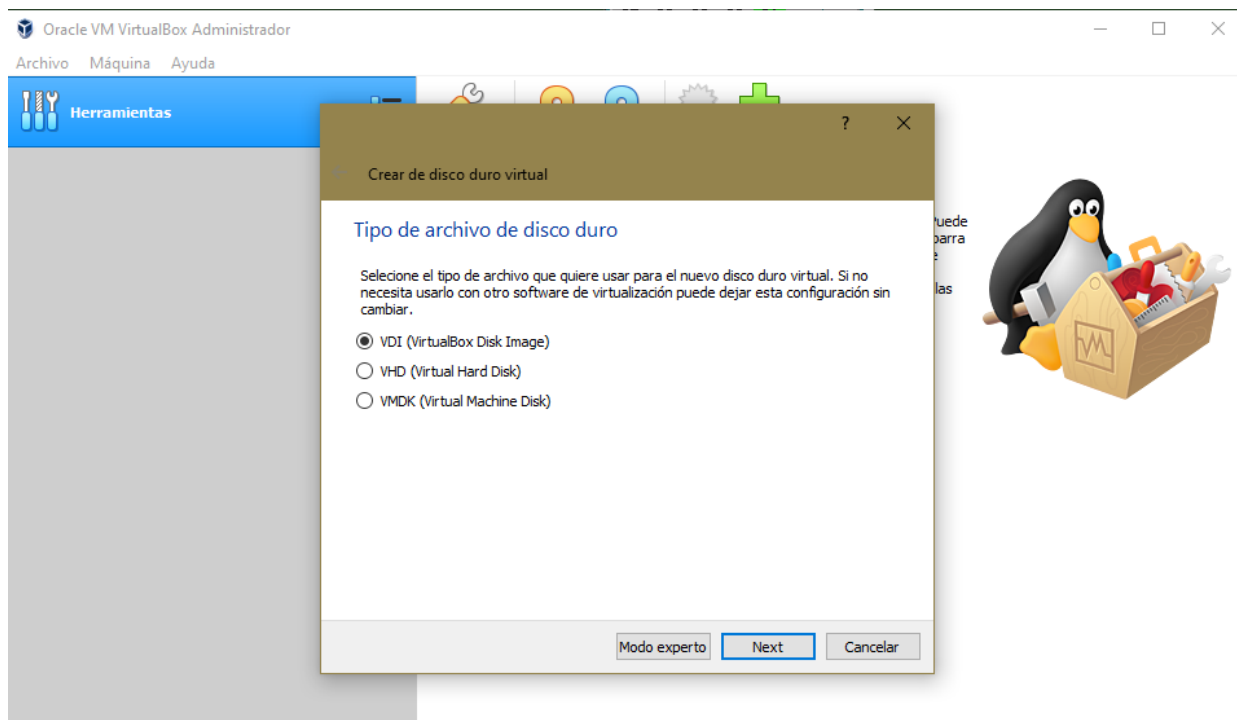 Oracle VM VirtualBox Administrador
Archivo Máquina Ayuda
Herramientas
?
Crear de disco duro virtual
Tipo de archivo de disco duro
Selecione el tipo de archivo que quiere usar para el nuevo disco duro virtual. Si no
necesita usarlo con otro software de virtualización puede dejar esta configuración sin
cambiar.
VDI (VirtualBox Disk Image)
VHD (Virtual Hard Disk)
VMDK (Virtual Machine Disk)
las
Modo experto Next Cancelar